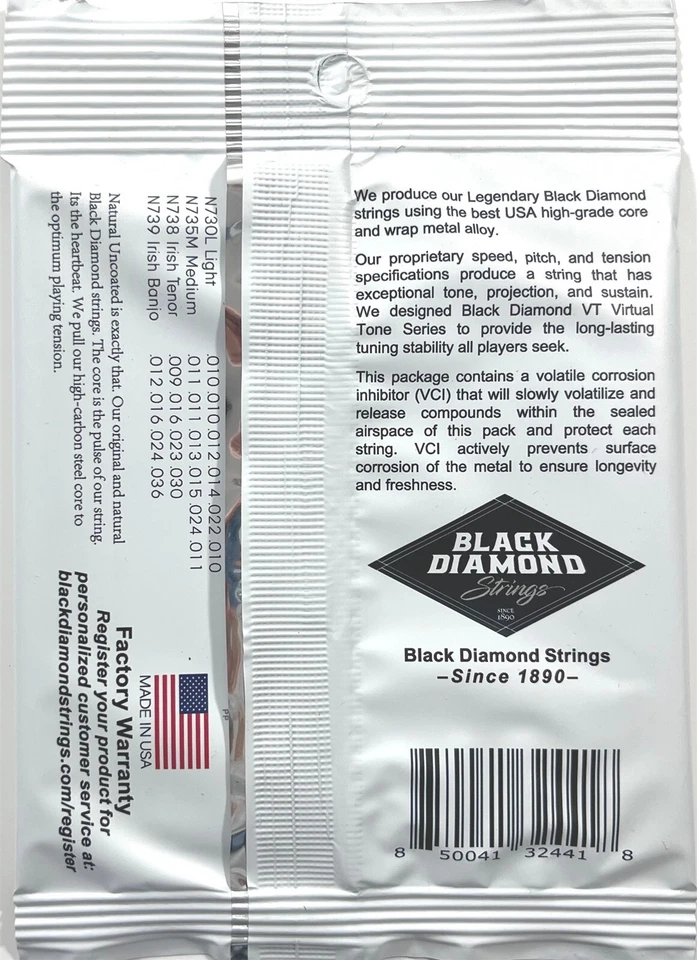 We produce our Legendary Black Diamond
strings using the best USA high-grade core
and wrap metal alloy.
Our proprietary speed, pitch, and tension
specifications produce a string that has
exceptional tone, projection, and sustain.
We designed Black Diamond VT Virtual
Tone Series to provide the long-lasting
tuning stability all players seek.
This package contains a volatile corrosion
inhibitor (VCI) that will slowly volatilize and
release compounds within the sealed
airspace of this pack and protect each
string. VCI actively prevents surface
corrosion of the metal to ensure longevity
and freshness.
BLACK
DIAMOND
Strings
SINCE
1890
Black Diamond Strings
–Since 1890–
8 50041 32441 8
N730L Light .010 .010 .012 .014 .022 .010
N735M Medium .011 .011 .013 .015 .024 .011
N738 Irish Tenor .009 .016 .023 .030
N739 Irish Banjo .012 .016 .024 .036
Natural Uncoated is exactly that. Our original and natural
Black Diamond strings. The core is the pulse of our string.
Its the heartbeat. We pull our high-carbon steel core to
the optimum playing tension.
PP
MADE IN USA
Factory Warranty
Register your product for
personalized customer service at:
blackdiamondstrings.com/register